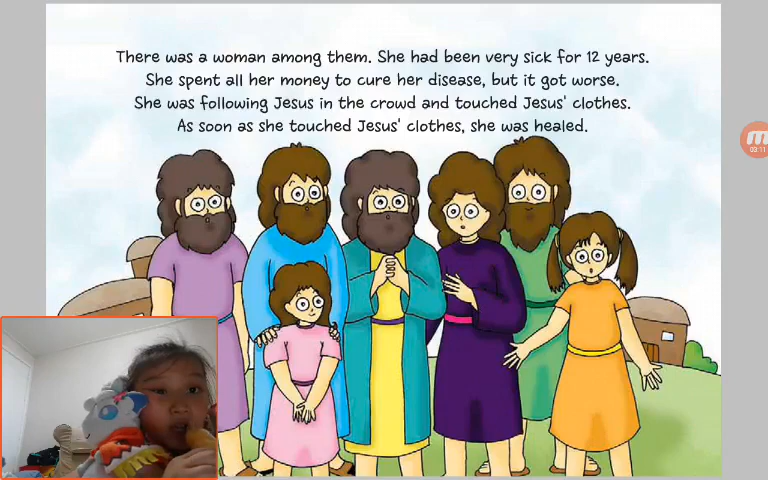 There was a woman among them. She had been very sick for 12 years.
She spent all her money to cure her disease, but it got worse.
She was following Jesus in the crowd and touched Jesus' clothes.
As soon as she touched Jesus' clothes, she was healed.
03:11